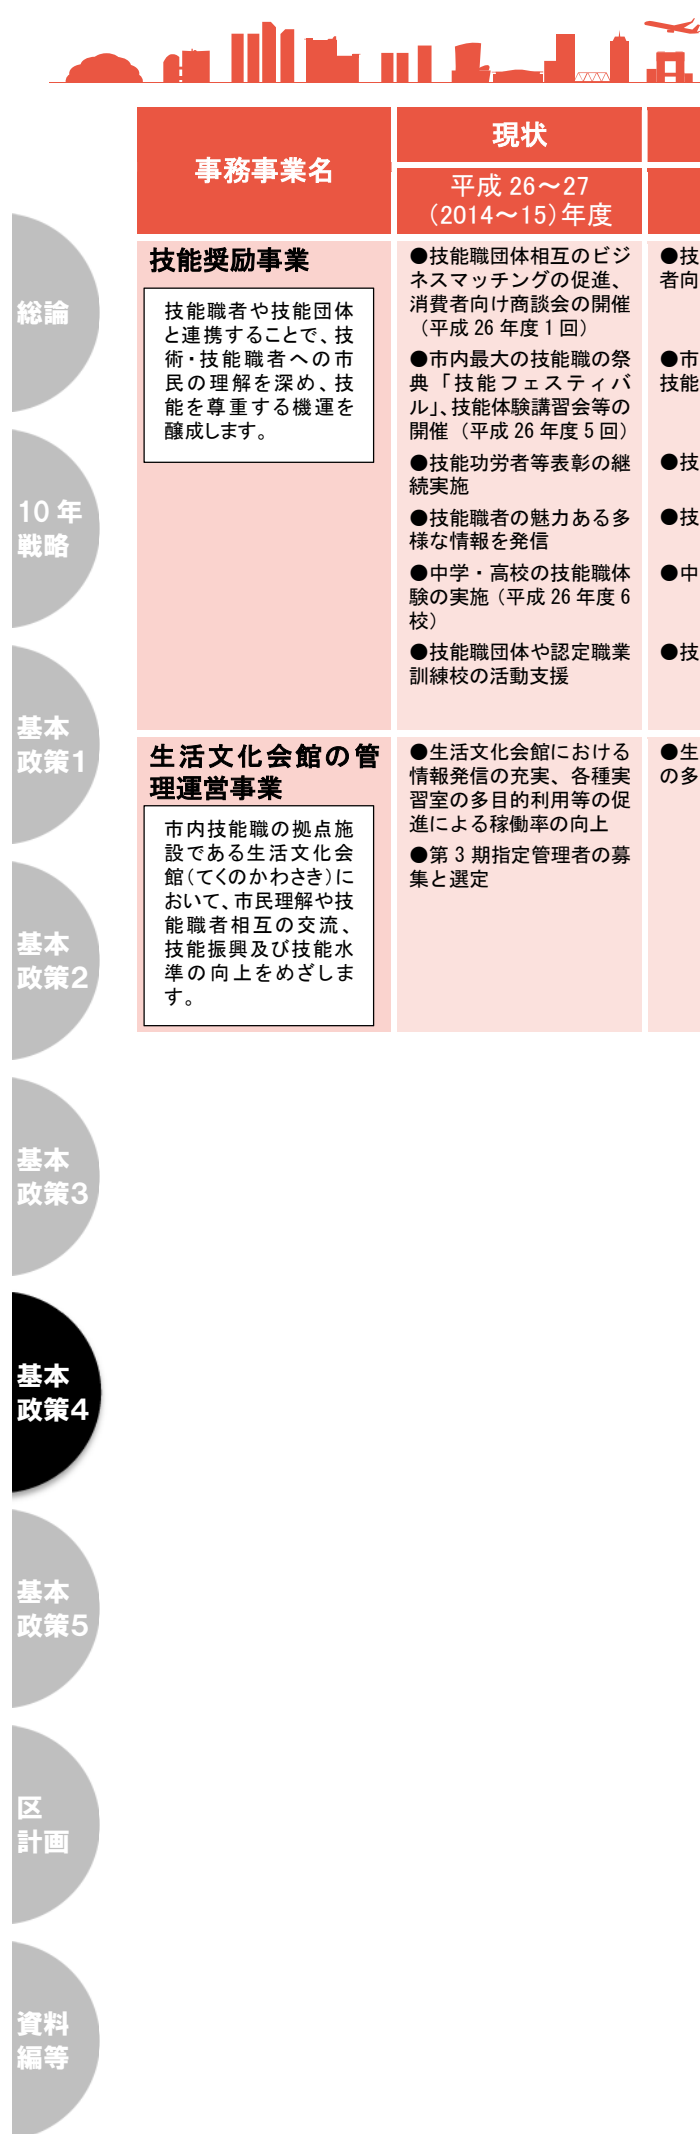 事務事業名
現状
平成 26～27
（2014～15）年度
技能奨励事業
技能職者や技能団体
と連携することで、技
術・技能職者への市
民の理解を深め、技
能を尊重する機運を
醸成します。
●技能職団体相互のビジ
ネスマッチングの促進、
消費者向け商談会の開催
（平成 26 年度 1 回）
●市内最大の技能職の祭
典「技能フェスティバ
ル」、技能体験講習会等の
開催（平成 26 年度 5 回）
●技能功労者等表彰の継
続実施
●技能職者の魅力ある多
様な情報を発信
●中学・高校の技能職体
験の実施（平成 26 年度 6
校）
●技能職団体や認定職業
訓練校の活動支援
●技
者向
●市
技能
●技
●技
●中
●技
生活文化会館の管
理運営事業
市内技能職の拠点施
設である生活文化会
館（てくのかわさき）に
おいて、市民理解や技
能職者相互の交流、
技能振興及び技能水
準の向上をめざしま
す。
●生活文化会館における
情報発信の充実、各種実
習室の多目的利用等の促
進による稼働率の向上
●第 3 期指定管理者の募
集と選定
●生
の多
総論
10 年
戦略
基本
政策1
基本
政策2
基本
政策3
基本
政策4
基本
政策5
区
計画
資料
編等